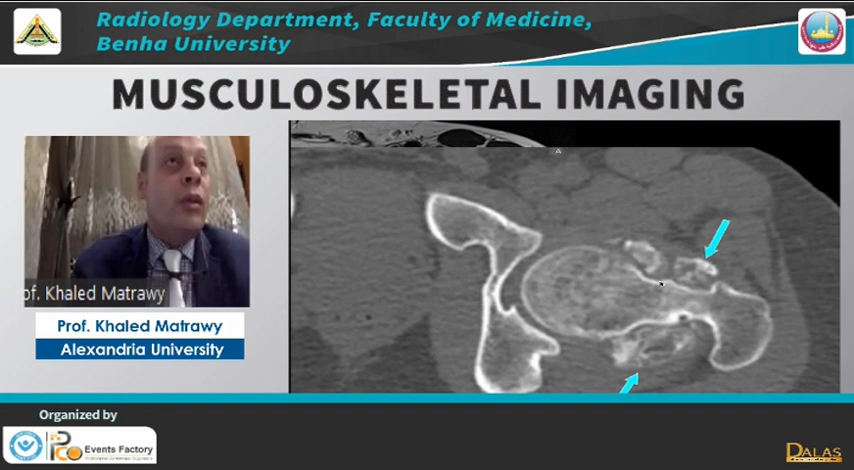 Radiology Department, Faculty of Medicine,
Benha University
MUSCULOSKELETAL IMAGING
A
of. Khaled Matrawy
Prof. Khaled Matrawy
Alexandria University
Organized by
Events Factory
DALAS